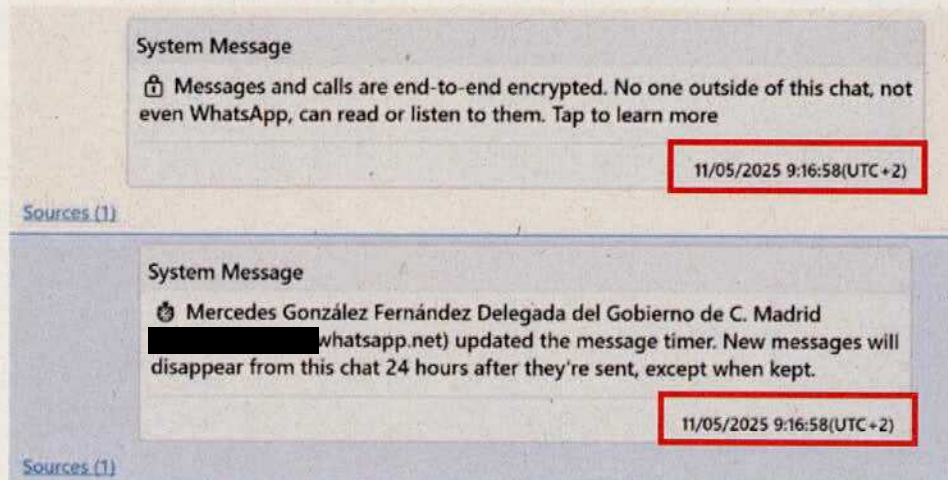 System Message
Messages and calls are end-to-end encrypted. No one outside of this chat, not
even WhatsApp, can read or listen to them. Tap to learn more
11/05/2025 9:16:58(UTC+2)
Sources (1)
System Message
Mercedes González Fernández Delegada del Gobierno de C. Madrid
whatsapp.net) updated the message timer. New messages will
disappear from this chat 24 hours after they're sent, except when kept.
11/05/2025 9:16:58(UTC+2)
Sources (1)